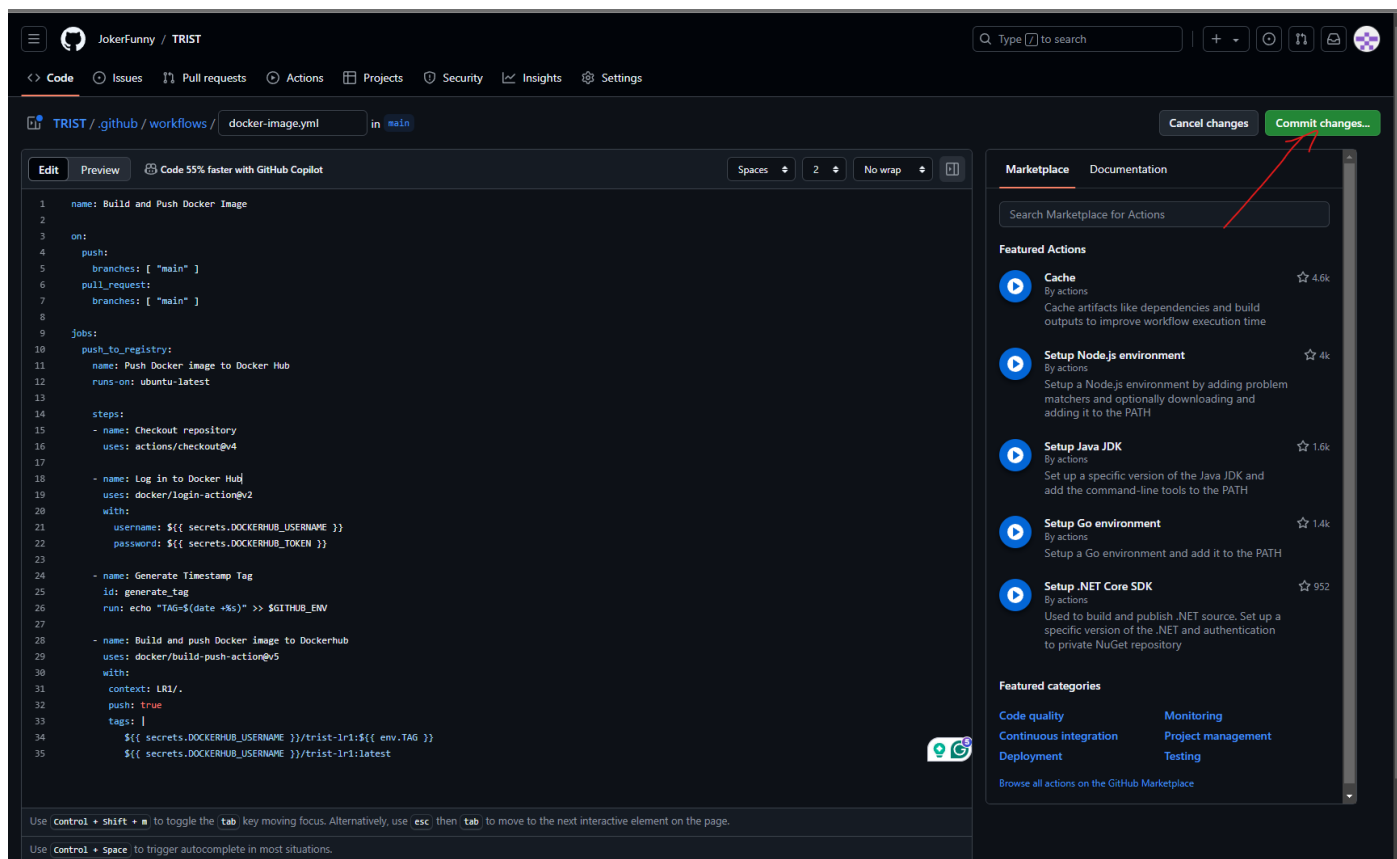 JokerFunny / TRIST
Type / to search
Code Issues Pull requests Actions Projects Security Insights Settings
TRIST / .github / workflows / docker-image.yml in main
Cancel changes Commit changes...
Edit Preview Code 55% faster with GitHub Copilot
Spaces 2 No wrap
1 name: Build and Push Docker Image
2
3 on:
4 push:
5 branches: [ "main" ]
6 pull_request:
7 branches: [ "main" ]
8
9 jobs:
10 push_to_registry:
11 name: Push Docker image to Docker Hub
12 runs-on: ubuntu-latest
13
14 steps:
15 - name: Checkout repository
16 uses: actions/checkout@v4
17
18 - name: Log in to Docker Hub
19 uses: docker/login-action@v2
20 with:
21 username: ${{ secrets.DOCKERHUB_USERNAME }}
22 password: ${{ secrets.DOCKERHUB_TOKEN }}
23
24 - name: Generate Timestamp Tag
25 id: generate_tag
26 run: echo "TAG=$(date +%s)" >> $GITHUB_ENV
27
28 - name: Build and push Docker image to Dockerhub
29 uses: docker/build-push-action@v5
30 with:
31 context: LR1/.
32 push: true
33 tags: |
34 ${{ secrets.DOCKERHUB_USERNAME }}/trist-lr1:${{ env.TAG }}
35 ${{ secrets.DOCKERHUB_USERNAME }}/trist-lr1:latest
5
Use Control + Shift + m to toggle the tab key moving focus. Alternatively, use esc then tab to move to the next interactive element on the page.
Use Control + Space to trigger autocomplete in most situations.
Marketplace Documentation
Search Marketplace for Actions
Featured Actions
Cache 4.6k
By actions
Cache artifacts like dependencies and build
outputs to improve workflow execution time
Setup Node.js environment 4k
By actions
Setup a Node.js environment by adding problem
matchers and optionally downloading and
adding it to the PATH
Setup Java JDK 1.6k
By actions
Set up a specific version of the Java JDK and
add the command-line tools to the PATH
Setup Go environment 1.4k
By actions
Setup a Go environment and add it to the PATH
Setup .NET Core SDK 952
By actions
Used to build and publish .NET source. Set up a
specific version of the .NET and authentication
to private NuGet repository
Featured categories
Code quality Monitoring
Continuous integration Project management
Deployment Testing
Browse all actions on the GitHub Marketplace